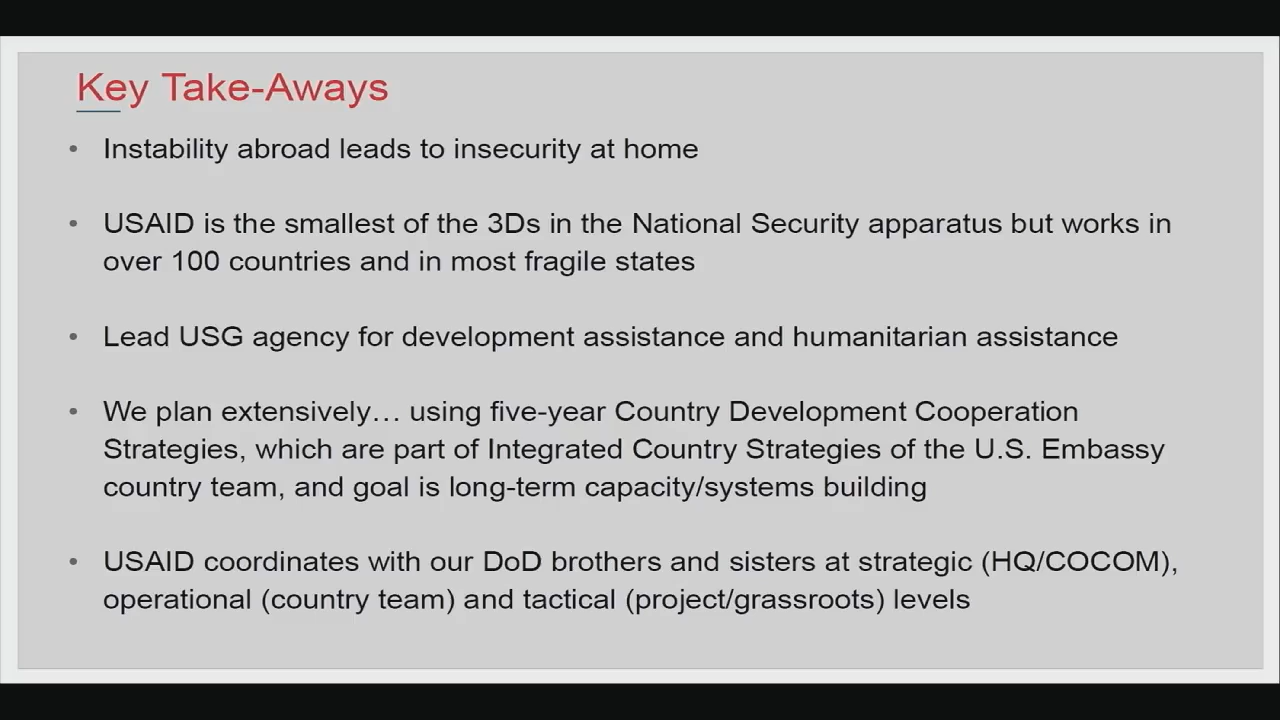 Key Take-Aways
• Instability abroad leads to insecurity at home
• USAID is the smallest of the 3Ds in the National Security apparatus but works in
over 100 countries and in most fragile states
• Lead USG agency for development assistance and humanitarian assistance
• We plan extensively… using five-year Country Development Cooperation
Strategies, which are part of Integrated Country Strategies of the U.S. Embassy
country team, and goal is long-term capacity/systems building
• USAID coordinates with our DoD brothers and sisters at strategic (HQ/COCOM),
operational (country team) and tactical (project/grassroots) levels